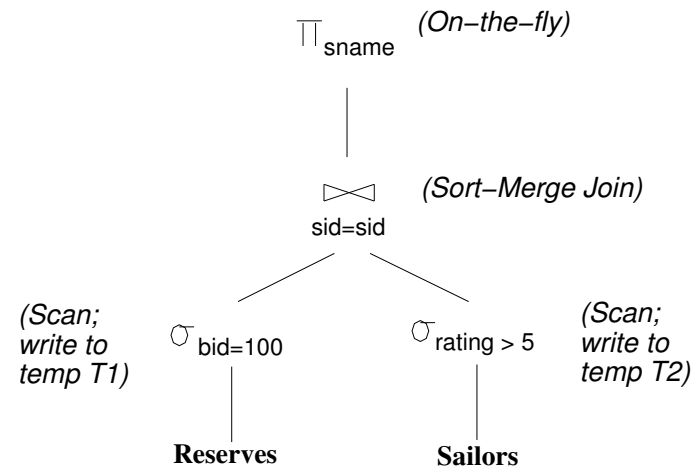 π sname (On−the−fly)
⋈ (Sort−Merge Join)
sid=sid
(Scan;
write to
temp T1)
σ bid=100
σ rating > 5
(Scan;
write to
temp T2)
Reserves
Sailors